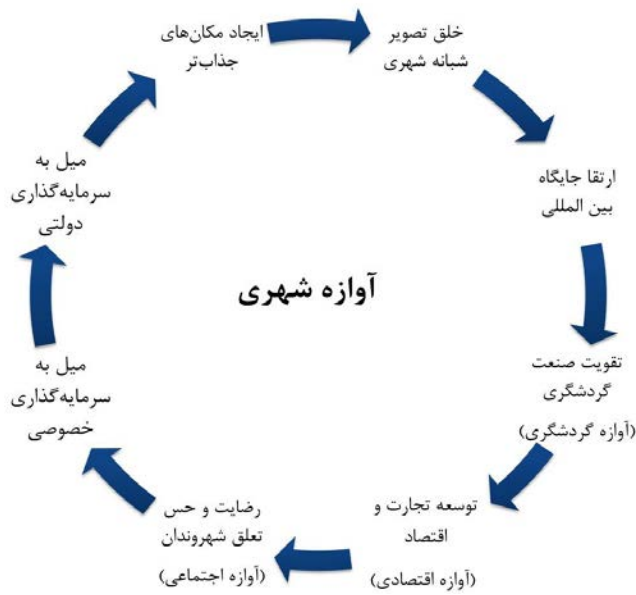 خلق تصویر
شبانه شهری
ارتقا جایگاه
بین المللی
تقویت صنعت
گردشگری
(آوازه گردشگری)
توسعه تجارت و
اقتصاد
(آوازه اقتصادی)
رضایت و حس
تعلق شهروندان
(آوازه اجتماعی)
میل به
سرمایه‌گذاری
خصوصی
میل به
سرمایه‌گذاری
دولتی
ایجاد مکان‌های
جذاب‌تر
آوازه شهری